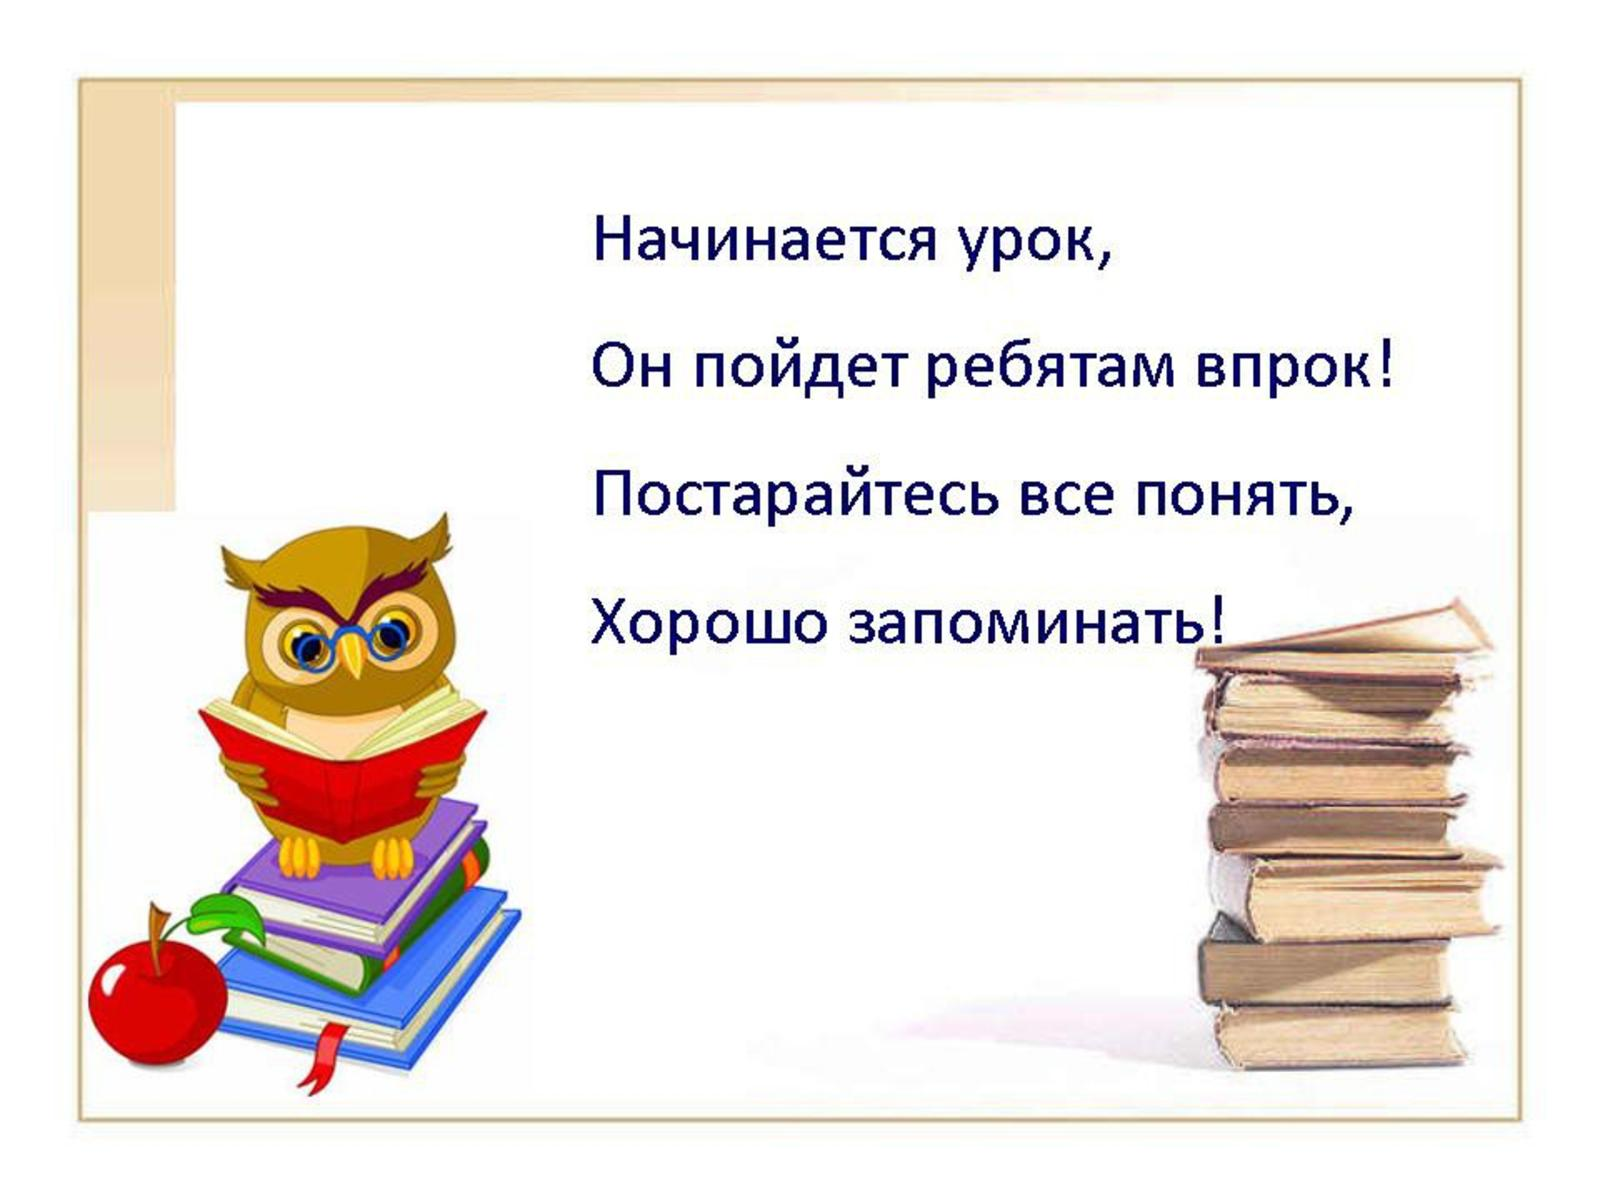 Начинается урок,
Он пойдет ребятам впрок!
Постарайтесь все понять,
Хорошо запоминать!